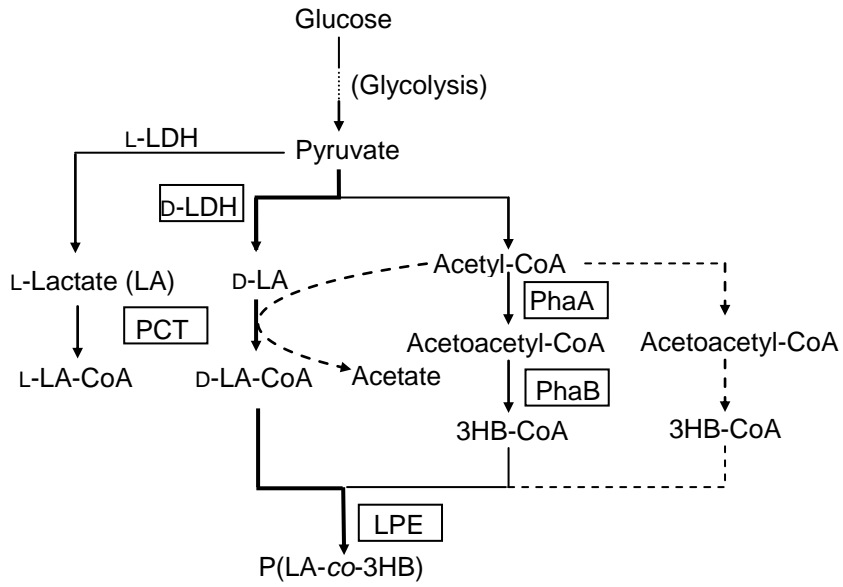 Glucose
(Glycolysis)
L-LDH
Pyruvate
D-LDH
L-Lactate (LA)
D-LA
Acetyl-CoA
PhaA
PCT
Acetoacetyl-CoA
Acetoacetyl-CoA
L-LA-CoA
D-LA-CoA
Acetate
PhaB
3HB-CoA
3HB-CoA
LPE
P(LA-co-3HB)